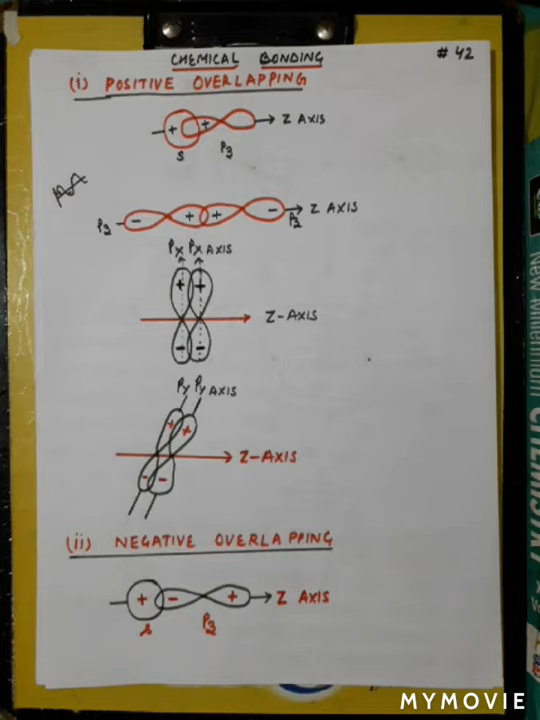 CHEMICAL BONDING #42
(i) POSITIVE OVERLAPPING
+ + Z AXIS
s Pz
- + + - Z AXIS
Pz Pz
Px Px AXIS
+ +
Z-AXIS
- -
Py Py AXIS
+ +
Z-AXIS
- -
(ii) NEGATIVE OVERLAPPING
+ - + Z AXIS
s Pz
New Millennium
CHEMISTRY
MYMOVIE